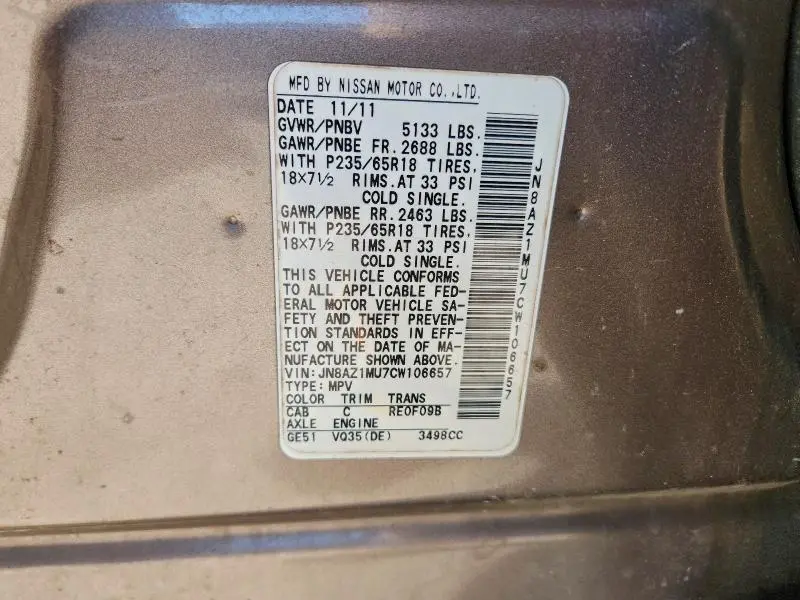 MFD BY NISSAN MOTOR CO.,LTD.
DATE 11/11
GVWR/PNBV 5133 LBS.
GAWR/PNBE FR. 2688 LBS.
WITH P235/65R18 TIRES,
18×7½ RIMS.AT 33 PSI
COLD SINGLE.
GAWR/PNBE RR. 2463 LBS.
WITH P235/65R18 TIRES,
18×7½ RIMS.AT 33 PSI
COLD SINGLE.
THIS VEHICLE CONFORMS
TO ALL APPLICABLE FED-
ERAL MOTOR VEHICLE SA-
FETY AND THEFT PREVEN-
TION STANDARDS IN EFF-
ECT ON THE DATE OF MA-
NUFACTURE SHOWN ABOVE.
VIN:JN8AZ1MU7CW106657
TYPE:MPV
COLOR TRIM TRANS
CAB C RE0F09B
AXLE ENGINE
GE51 VQ35(DE) 3498CC
JN8AZ1MU7CW106657